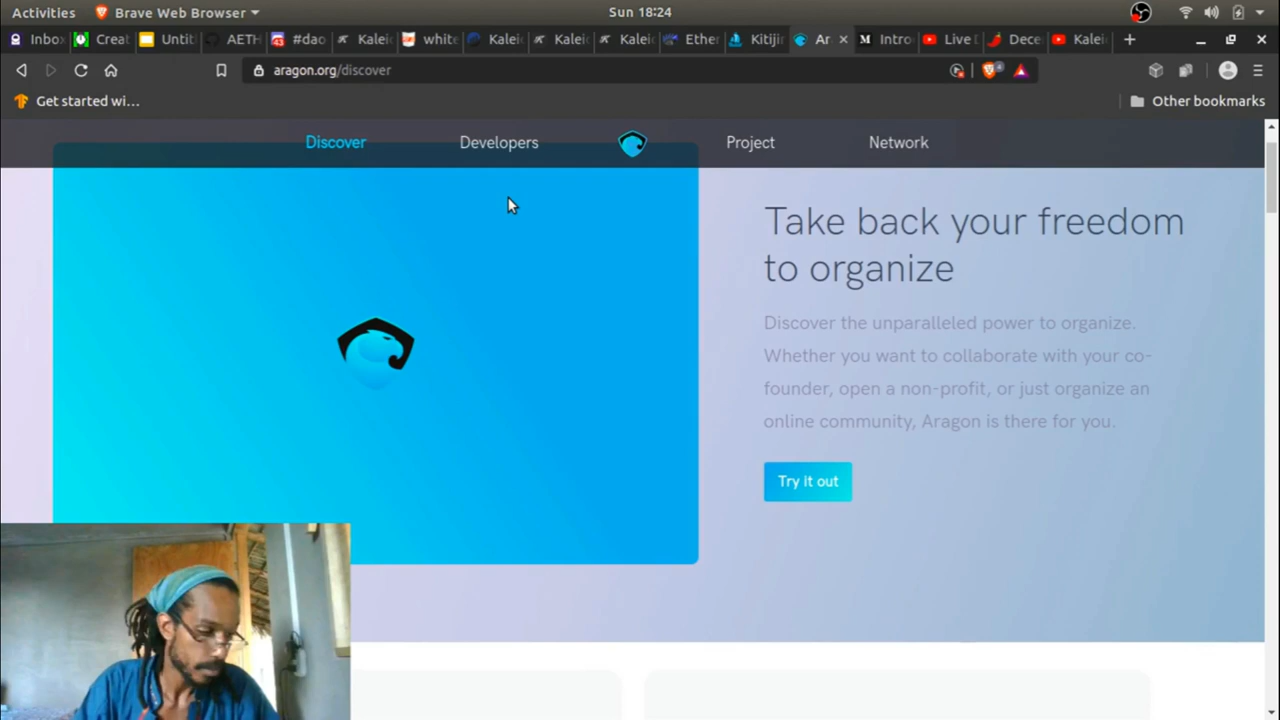 Activities
Brave Web Browser
Sun 18:24
Inbo
Creat
Untit
AETH
#dao
Kalei
white
Kalei
Kalei
Kalei
Ether
Kitijin
Ar
Intro
Live
Dece
Kalei
aragon.org/discover
4
Get started wi...
Other bookmarks
Discover
Developers
Project
Network
Take back your freedom
to organize
Discover the unparalleled power to organize.
Whether you want to collaborate with your co-
founder, open a non-profit, or just organize an
online community, Aragon is there for you.
Try it out